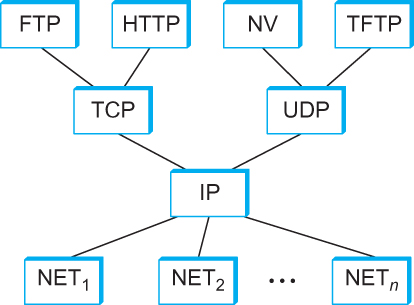 FTP HTTP NV TFTP
TCP UDP
IP
NET1 NET2 ... NETn